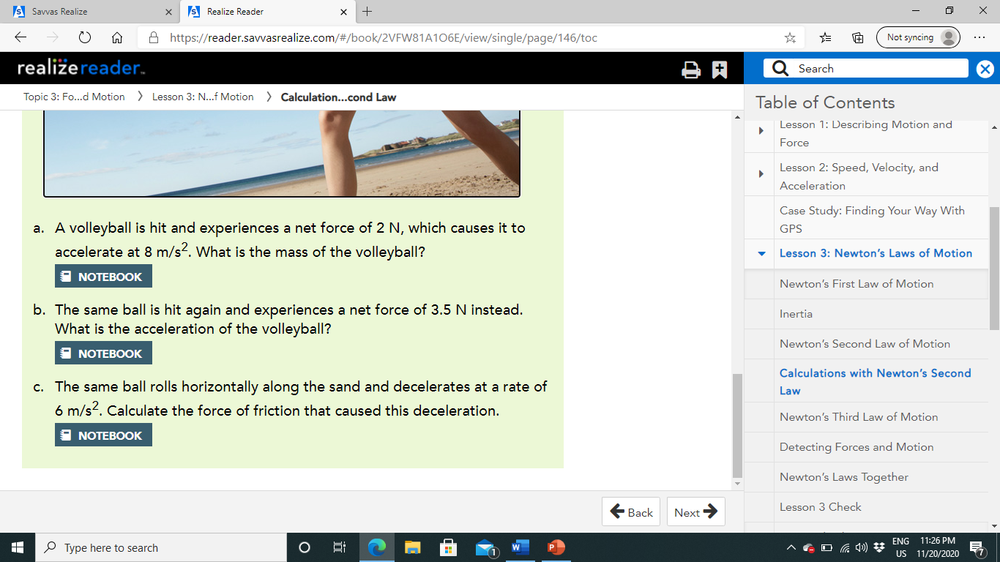 Savvas Realize
Realize Reader
https://reader.savvasrealize.com/#/book/2VFW81A1O6E/view/single/page/146/toc
Not syncing
realize reader™
Search
Topic 3: Fo...d Motion
Lesson 3: N...f Motion
Calculation...cond Law
Table of Contents
Lesson 1: Describing Motion and
Force
Lesson 2: Speed, Velocity, and
Acceleration
Case Study: Finding Your Way With
GPS
Lesson 3: Newton's Laws of Motion
Newton's First Law of Motion
Inertia
Newton's Second Law of Motion
Calculations with Newton's Second
Law
Newton's Third Law of Motion
Detecting Forces and Motion
Newton's Laws Together
Lesson 3 Check
a. A volleyball is hit and experiences a net force of 2 N, which causes it to
accelerate at 8 m/s². What is the mass of the volleyball?
NOTEBOOK
b. The same ball is hit again and experiences a net force of 3.5 N instead.
What is the acceleration of the volleyball?
NOTEBOOK
c. The same ball rolls horizontally along the sand and decelerates at a rate of
6 m/s². Calculate the force of friction that caused this deceleration.
NOTEBOOK
Back
Next
Type here to search
1
ENG
US
11:26 PM
11/20/2020
7